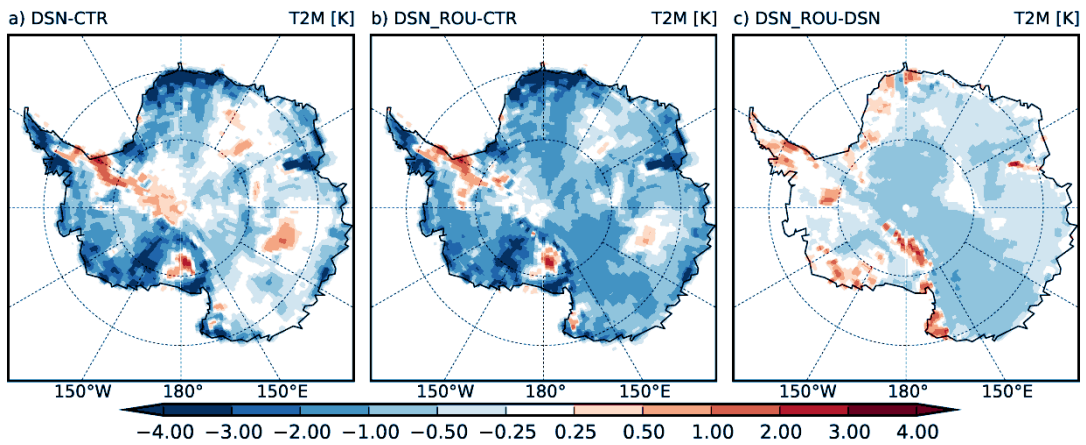 a) DSN-CTR T2M [K] b) DSN_ROU-CTR T2M [K] c) DSN_ROU-DSN T2M [K]
150°W 180° 150°E 150°W 180° 150°E 150°W 180° 150°E
−4.00 −3.00 −2.00 −1.00 −0.50 −0.25 0.25 0.50 1.00 2.00 3.00 4.00